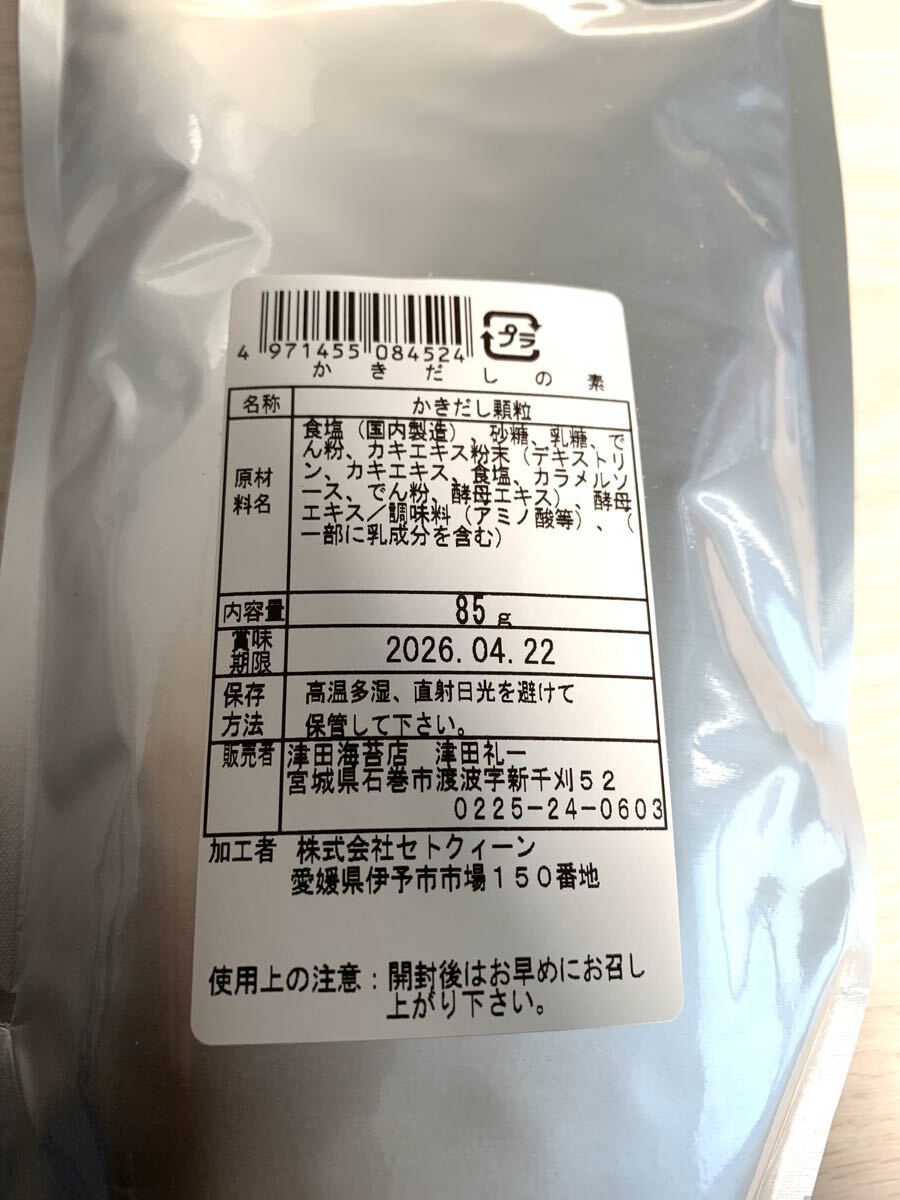 4 971455 084524
プラ
かきだしの素
名称 かきだし顆粒
原材料名
食塩（国内製造）、砂糖、乳糖、で
ん粉、カキエキス粉末（デキストリ
ン、カキエキス、食塩、カラメルソ
ース、でん粉、酵母エキス）、酵母
エキス／調味料（アミノ酸等）、（
一部に乳成分を含む）
内容量 85g
賞味期限 2026.04.22
保存方法
高温多湿、直射日光を避けて
保管して下さい。
販売者 津田海苔店 津田礼一
宮城県石巻市渡波字新千刈５２
0225-24-0603
加工者 株式会社セトクィーン
愛媛県伊予市市場１５０番地
使用上の注意：開封後はお早めにお召し
上がり下さい。